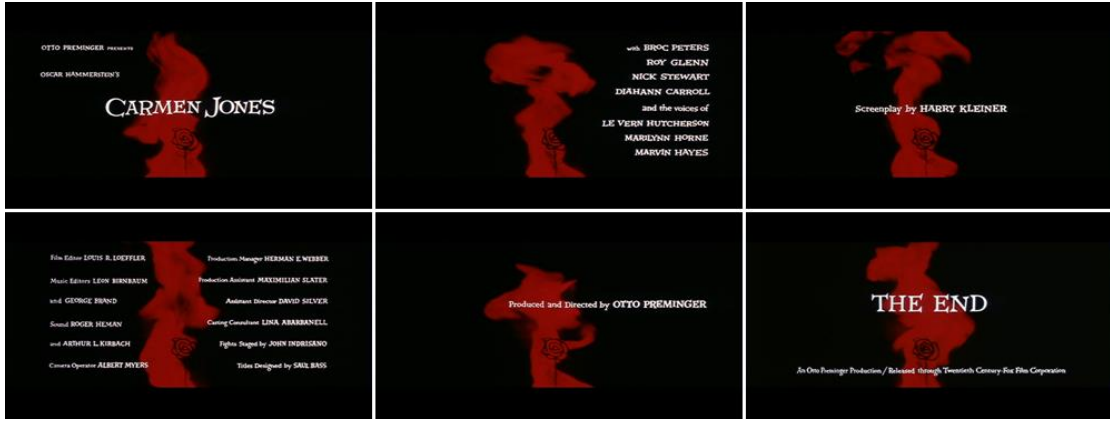 OTTO PREMINGER PRESENTS
OSCAR HAMMERSTEIN'S
CARMEN JONES
with BROC PETERS
ROY GLENN
NICK STEWART
DIAHANN CARROLL
and the voices of
LE VERN HUTCHERSON
MARILYNN HORNE
MARVIN HAYES
Screenplay by HARRY KLEINER
Film Editor LOUIS R. LOEFFLER
Music Editors LEON BIRNBAUM
and GEORGE BRAND
Sound ROGER HEMAN
and ARTHUR L. KIRBACH
Camera Operator ALBERT MYERS
Production Manager HERMAN E. WEBBER
Production Assistant MAXIMILIAN SLATER
Assistant Director DAVID SILVER
Casting Consultant LINA ABARBANELL
Fights Staged by JOHN INDRISANO
Titles Designed by SAUL BASS
Produced and Directed by OTTO PREMINGER
THE END
An Otto Preminger Production / Released through Twentieth Century-Fox Film Corporation